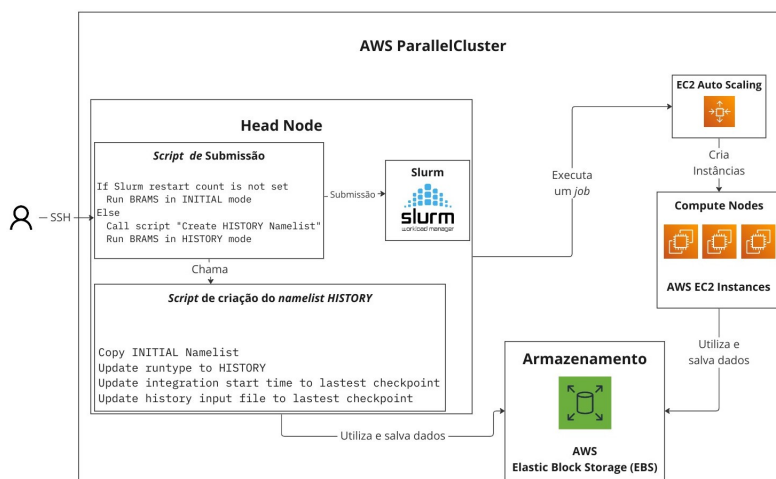 AWS ParallelCluster
EC2 Auto Scaling
Head Node
Script de Submissão
If Slurm restart count is not set
Run BRAMS in INITIAL mode
Else
Call script "Create HISTORY Namelist"
Run BRAMS in HISTORY mode
SSH
Submissão
Slurm
slurm
workload manager
Executa
um job
Cria
Instâncias
Compute Nodes
AWS EC2 Instances
Chama
Script de criação do namelist HISTORY
Copy INITIAL Namelist
Update runtype to HISTORY
Update integration start time to lastest checkpoint
Update history input file to lastest checkpoint
Utiliza e
salva dados
Armazenamento
AWS
Elastic Block Storage (EBS)
Utiliza e salva dados